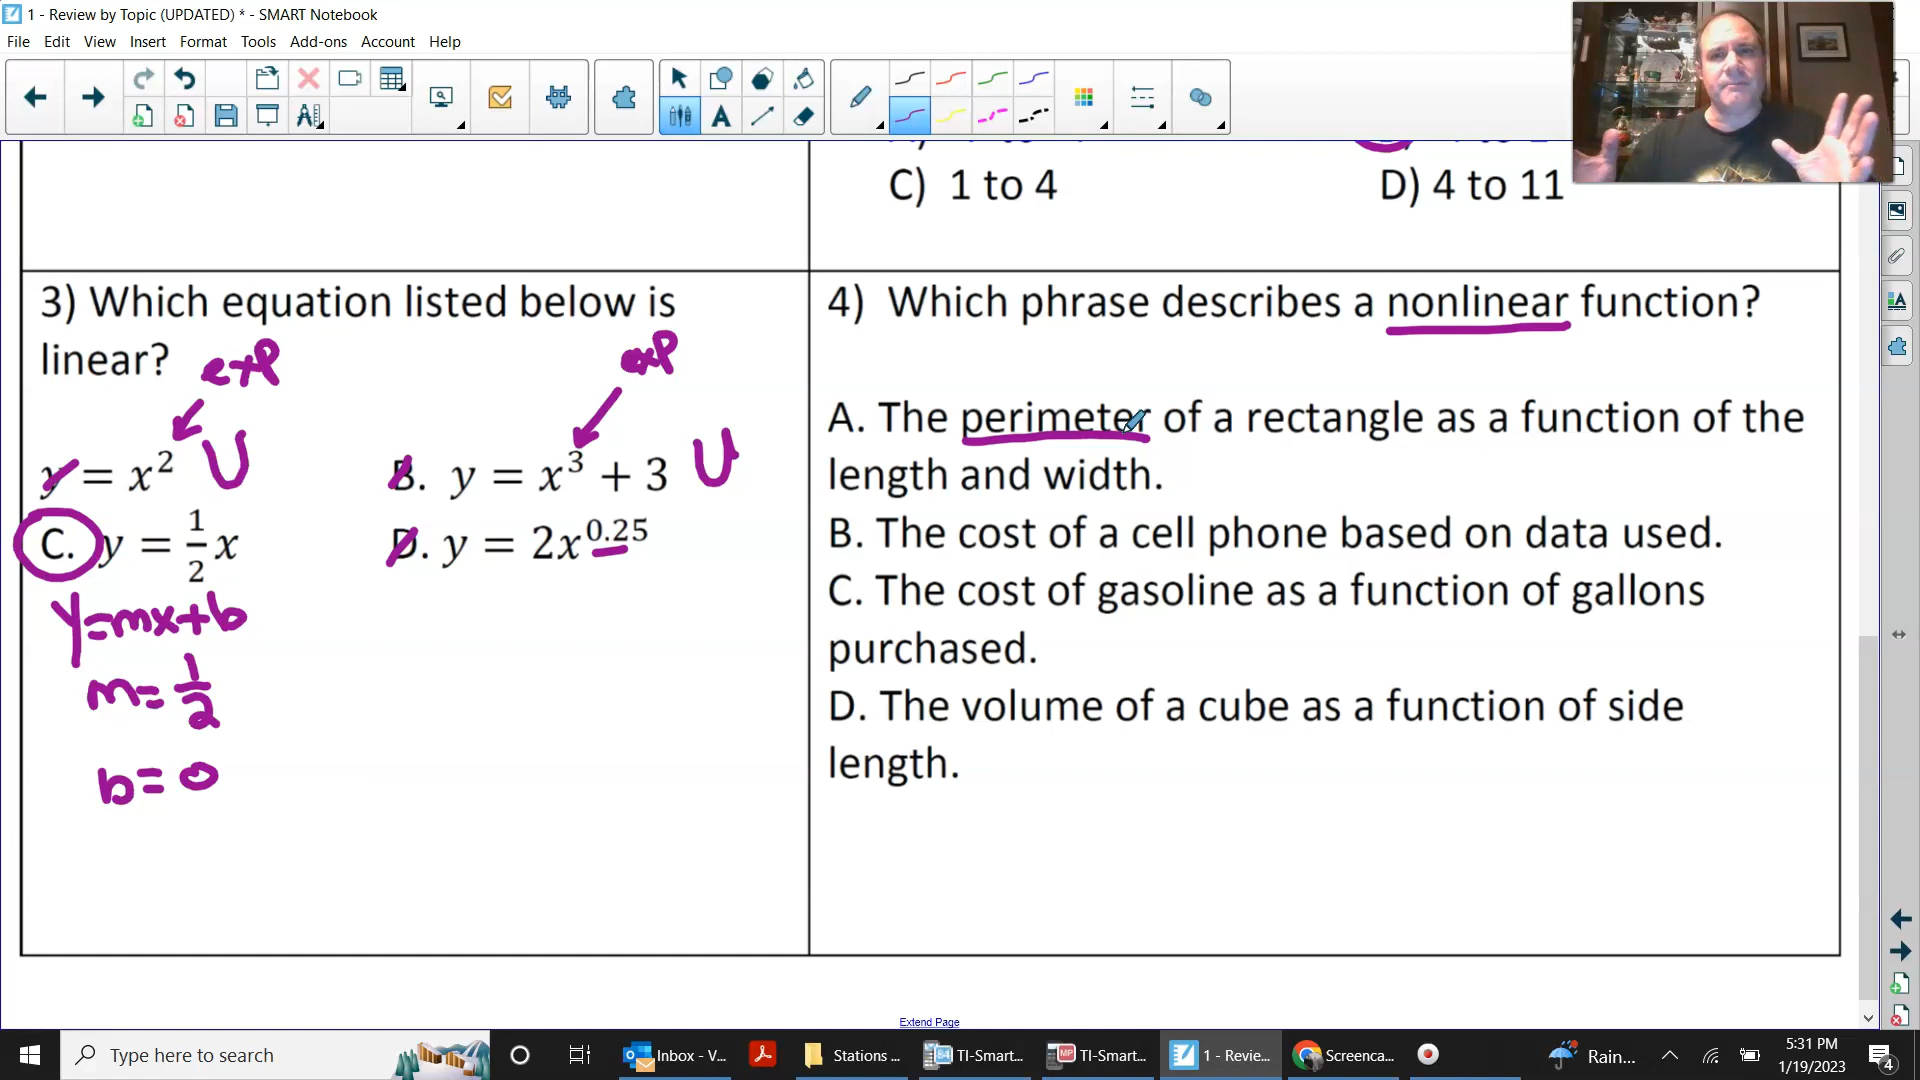 1 - Review by Topic (UPDATED) * - SMART Notebook
File Edit View Insert Format Tools Add-ons Account Help
C) 1 to 4
D) 4 to 11
3) Which equation listed below is
linear?
exp
exp
y = x² U
B. y = x³ + 3 U
C. y = 1/2 x
D. y = 2x^0.25
y=mx+b
m= 1/2
b= 0
4) Which phrase describes a nonlinear function?
A. The perimeter of a rectangle as a function of the
length and width.
B. The cost of a cell phone based on data used.
C. The cost of gasoline as a function of gallons
purchased.
D. The volume of a cube as a function of side
length.
Extend Page
Type here to search
Inbox - V...
Stations ...
TI-Smart...
TI-Smart...
1 - Revie...
Screenca...
Rain...
5:31 PM
1/19/2023
4